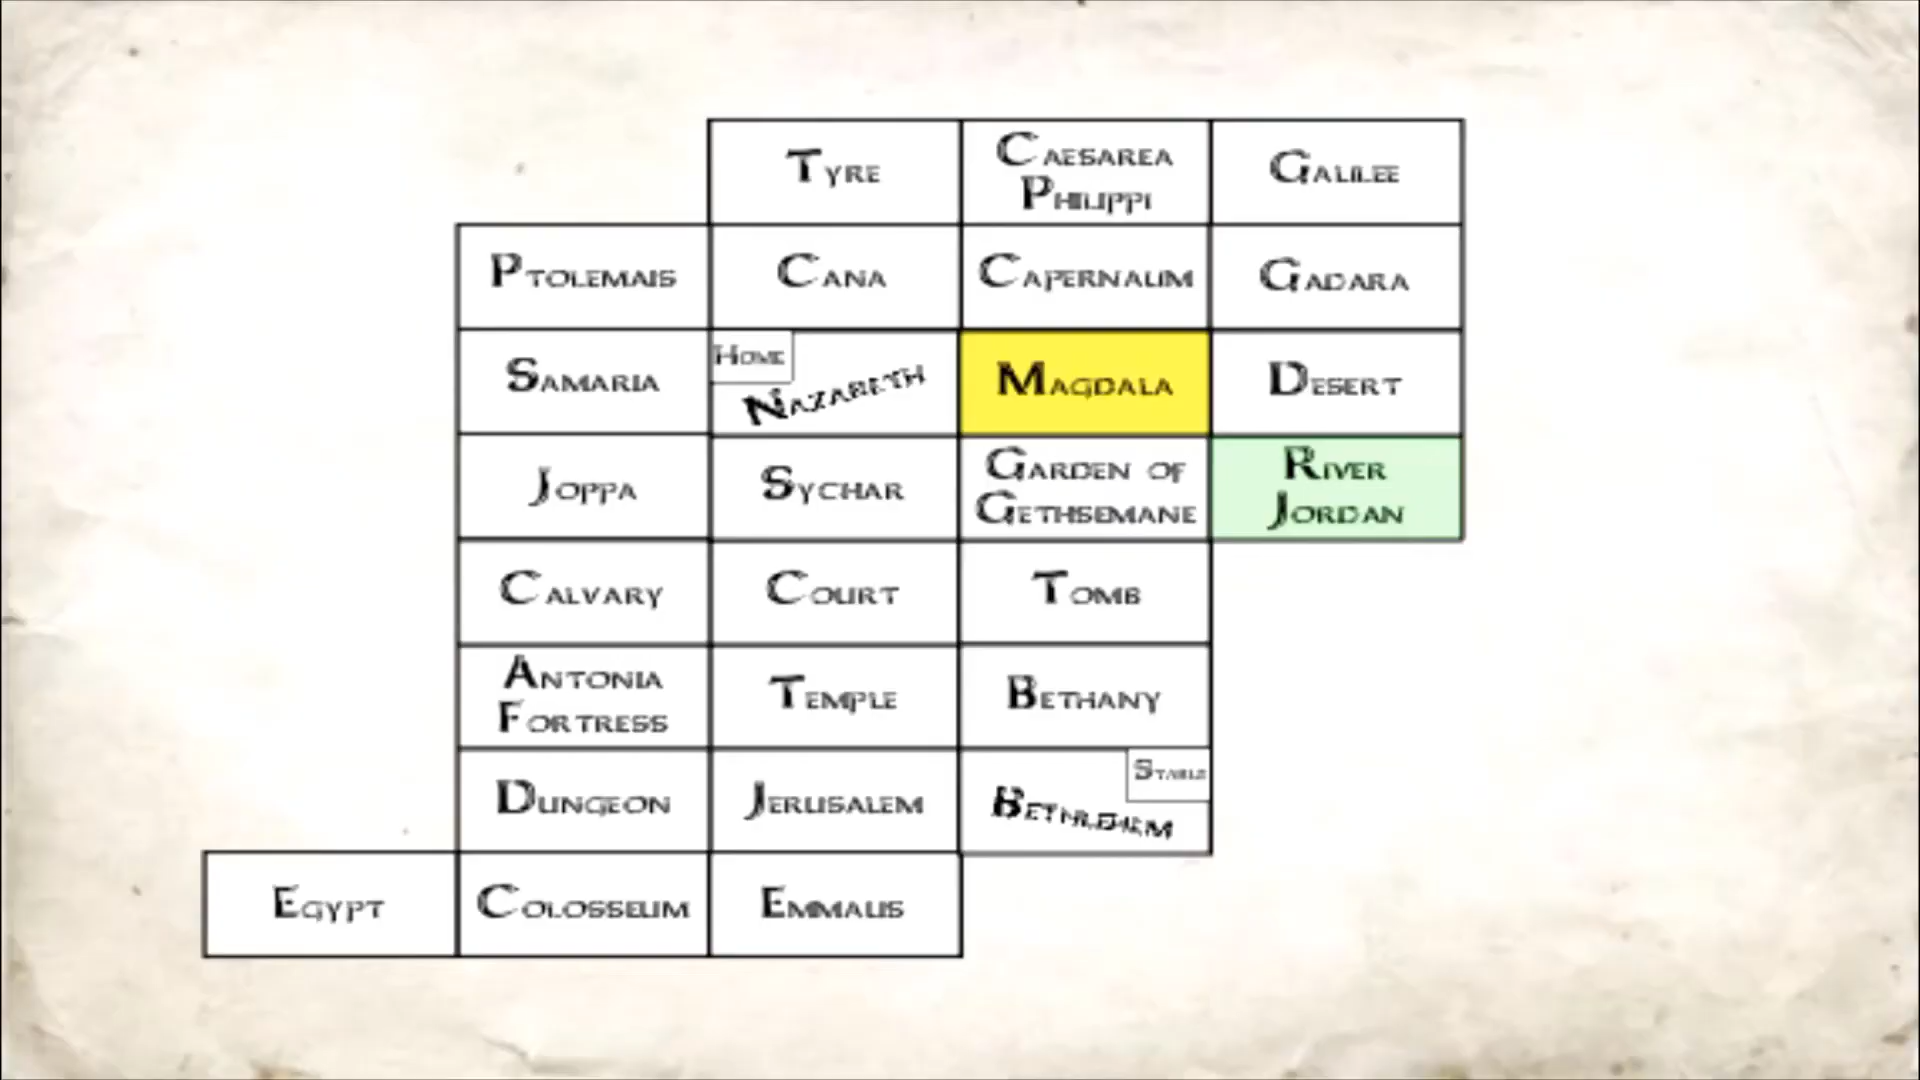 Tyre
Caesarea
Philippi
Galilee
Ptolemais
Cana
Capernaum
Gadara
Samaria
Home
Nazareth
Magdala
Desert
Joppa
Sychar
Garden of
Gethsemane
River
Jordan
Calvary
Court
Tomb
Antonia
Fortress
Temple
Bethany
Dungeon
Jerusalem
Stable
Bethlehem
Egypt
Colosseum
Emmaus